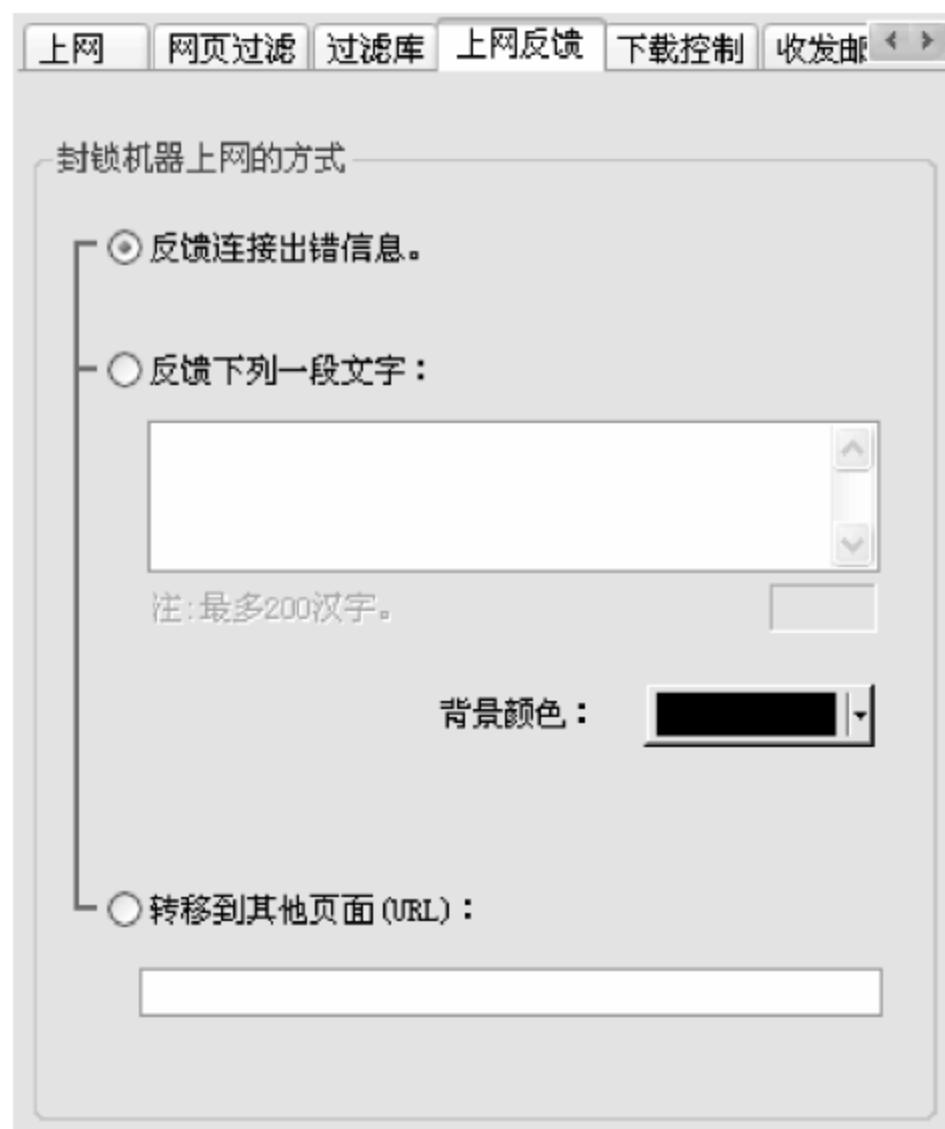 上网 网页过滤 过滤库 上网反馈 下载控制 收发邮
封锁机器上网的方式
反馈连接出错信息。
反馈下列一段文字：
注:最多200汉字。
背景颜色：
转移到其他页面(URL)：